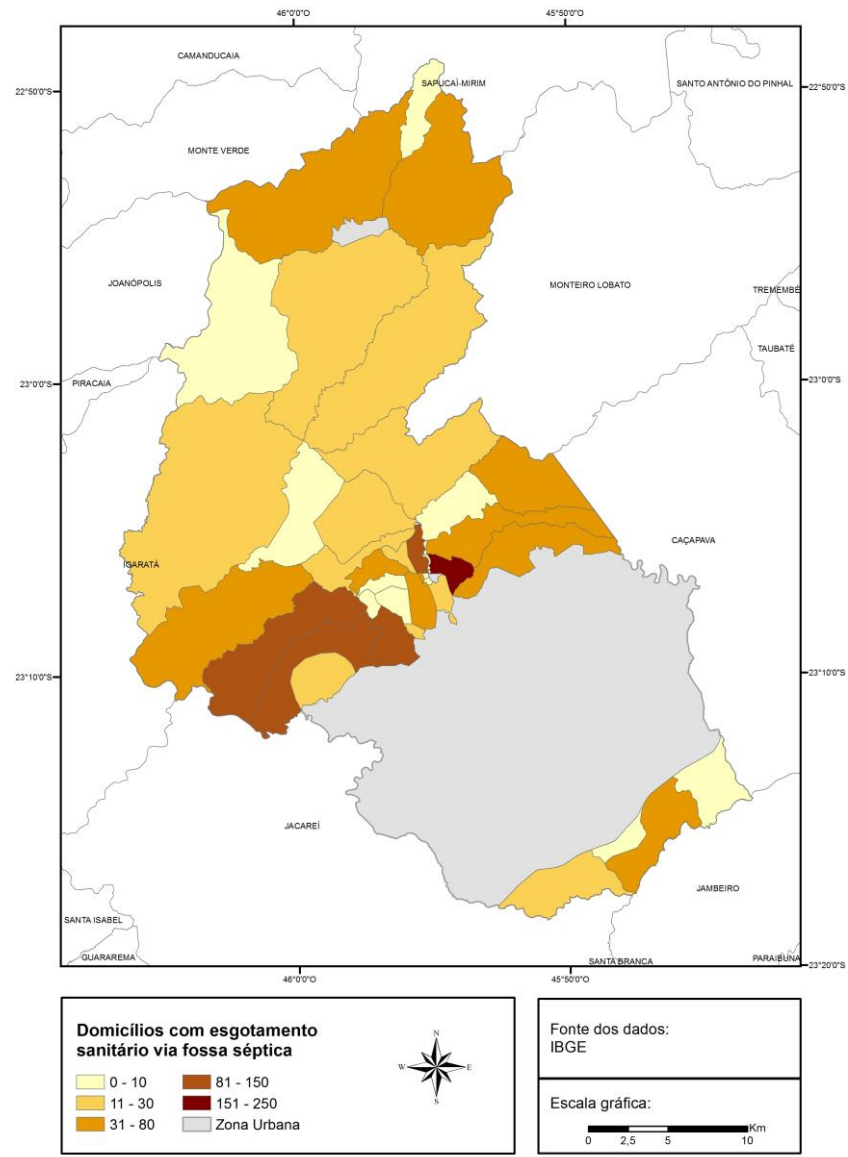 46°0'0"O
45°50'0"O
CAMANDUCAIA
SAPUCAÍ-MIRIM
SANTO ANTÔNIO DO PINHAL
22°50'0"S
22°50'0"S
MONTE VERDE
JOANÓPOLIS
MONTEIRO LOBATO
TREMEMBÉ
TAUBATÉ
PIRACAIA
23°0'0"S
23°0'0"S
CAÇAPAVA
IGARATÁ
23°10'0"S
23°10'0"S
JACAREÍ
JAMBEIRO
SANTA ISABEL
GUARAREMA
SANTA BRANCA
PARAIBUNA
23°20'0"S
46°0'0"O
45°50'0"O
Domicílios com esgotamento
sanitário via fossa séptica
0 - 10
81 - 150
11 - 30
151 - 250
31 - 80
Zona Urbana
N
W
E
S
Fonte dos dados:
IBGE
Escala gráfica:
Km
0 2,5 5 10